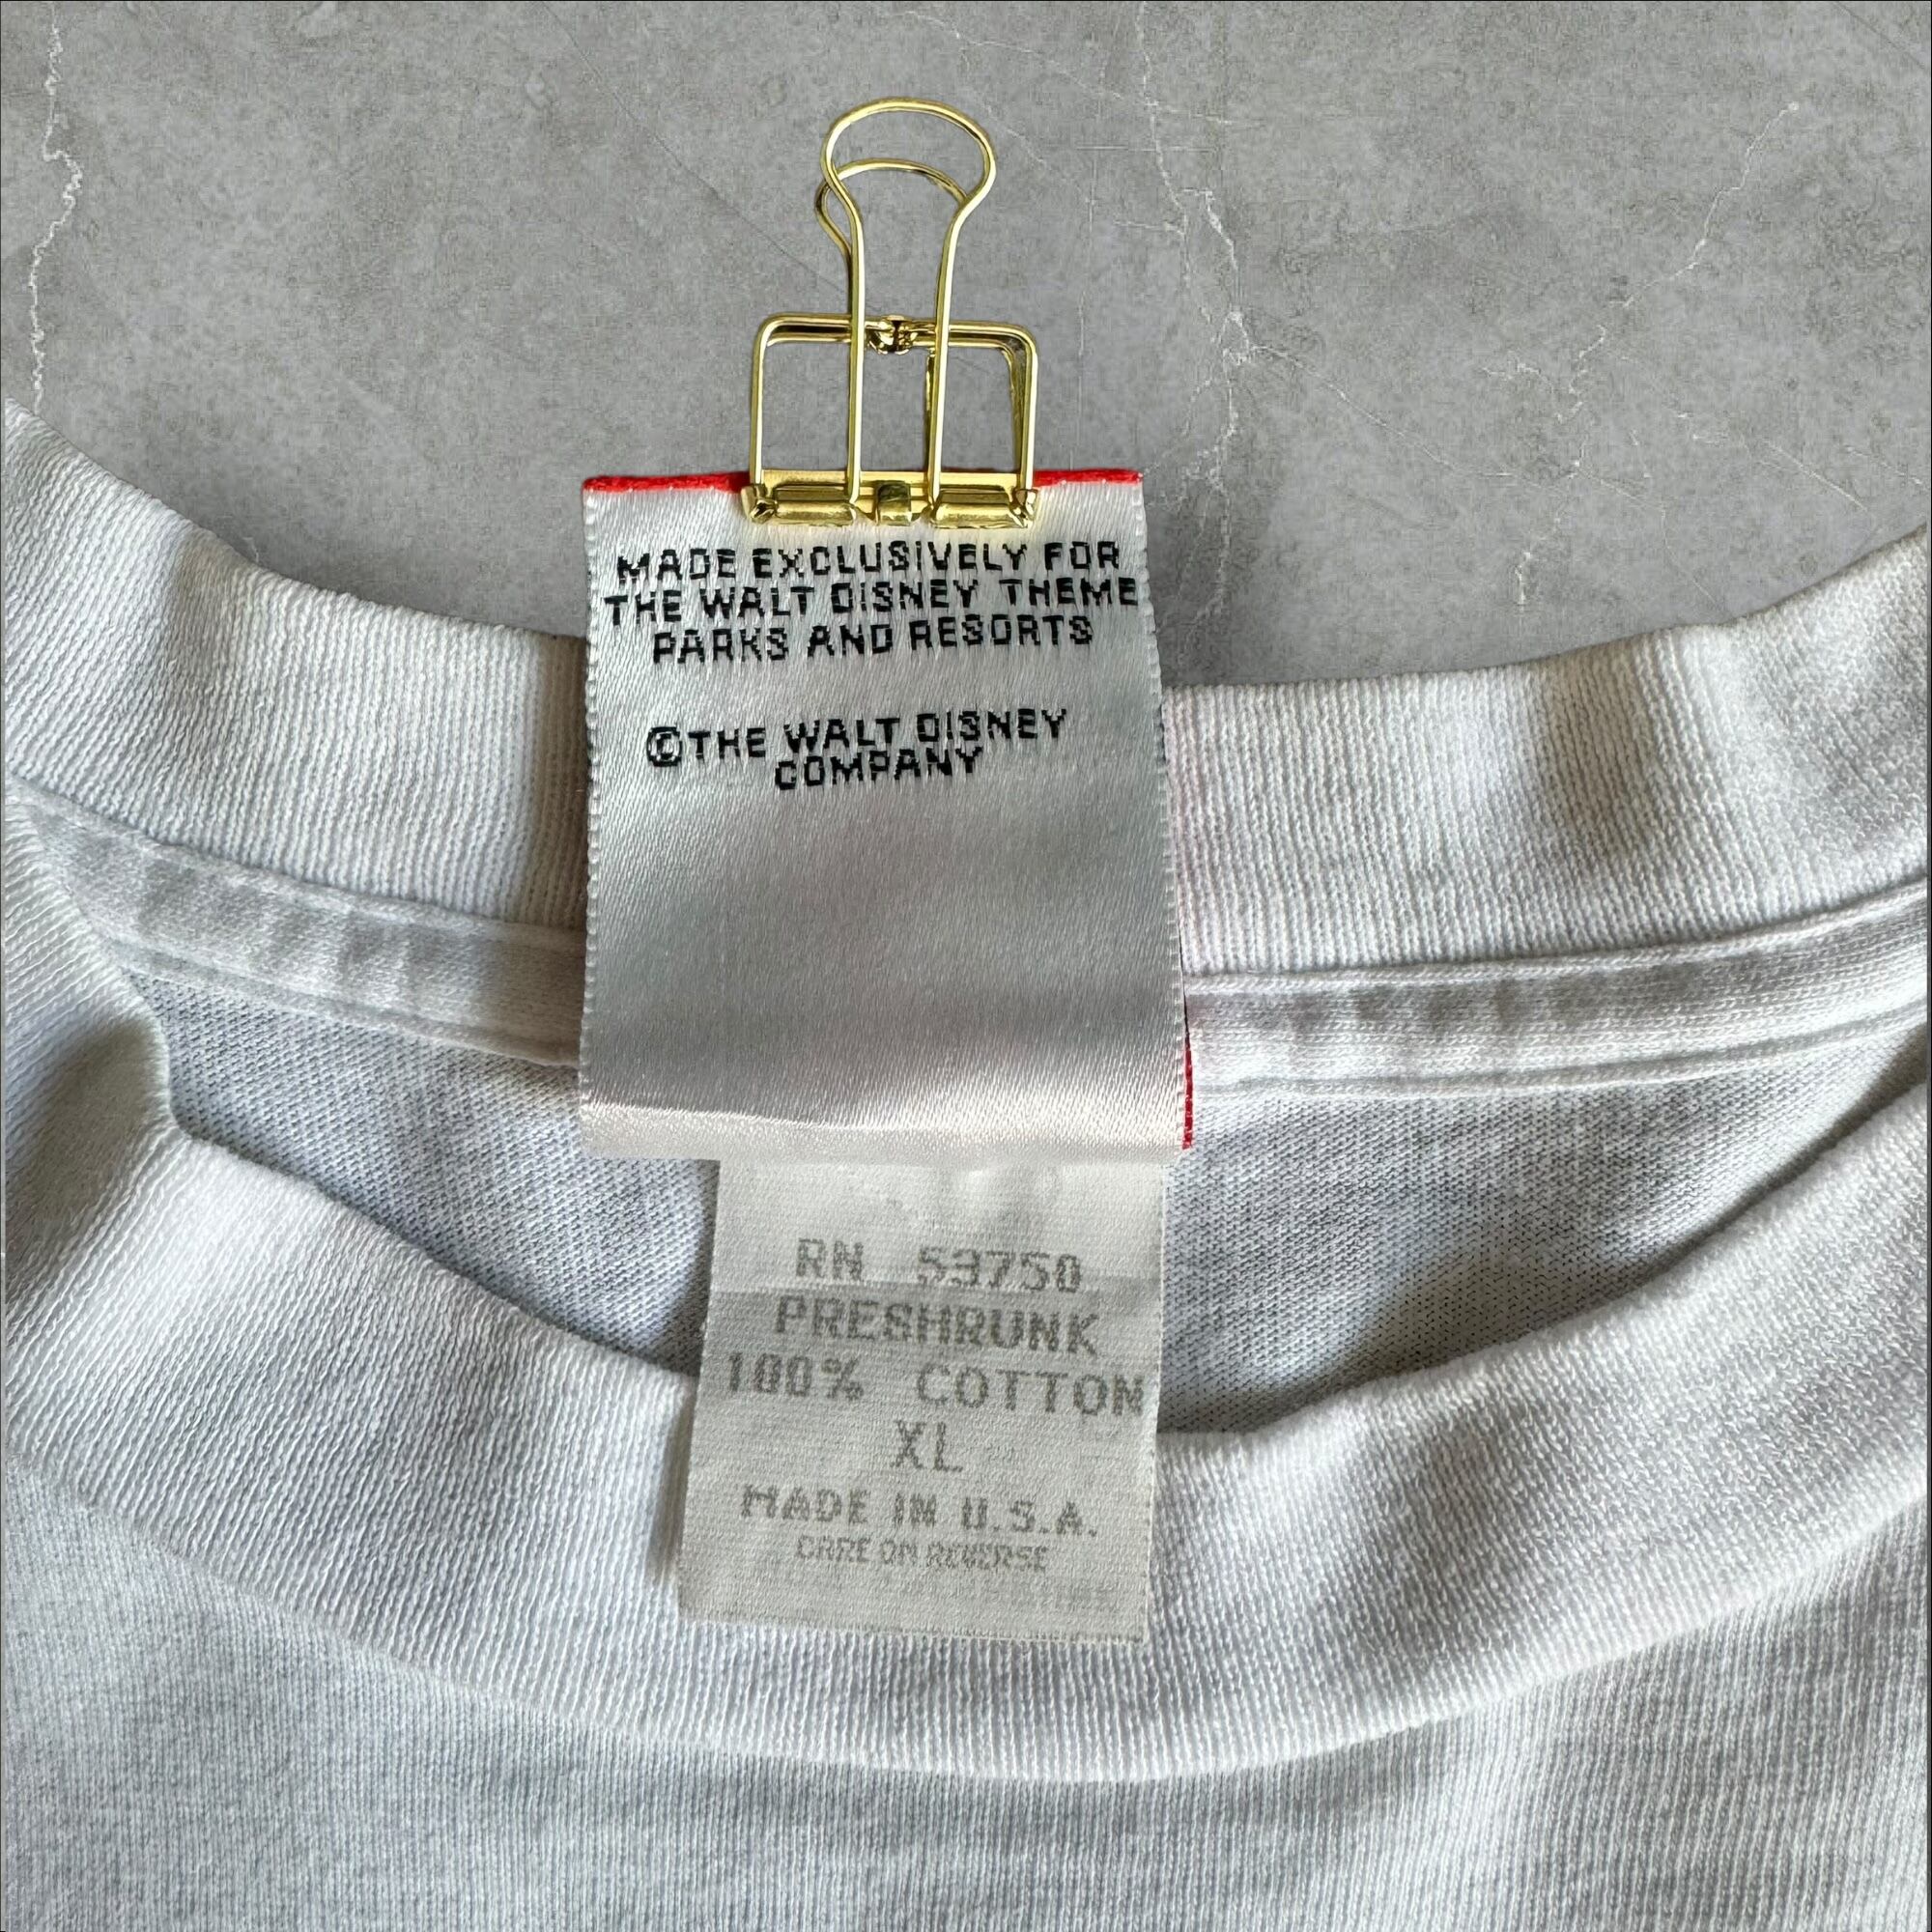 MADE EXCLUSIVELY FOR
THE WALT DISNEY THEME
PARKS AND RESORTS
©THE WALT DISNEY
COMPANY
RN 53750
PRESHRUNK
100% COTTON
XL
MADE IN U.S.A.
CARE ON REVERSE